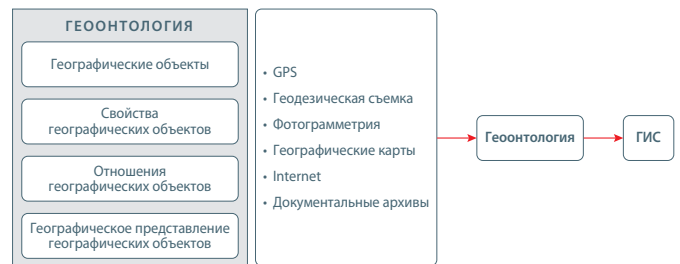 ГЕООНТОЛОГИЯ
Географические объекты
Свойства
географических объектов
Отношения
географических объектов
Географическое представление
географических объектов
• GPS
• Геодезическая съемка
• Фотограмметрия
• Географические карты
• Internet
• Документальные архивы
Геоонтология
ГИС